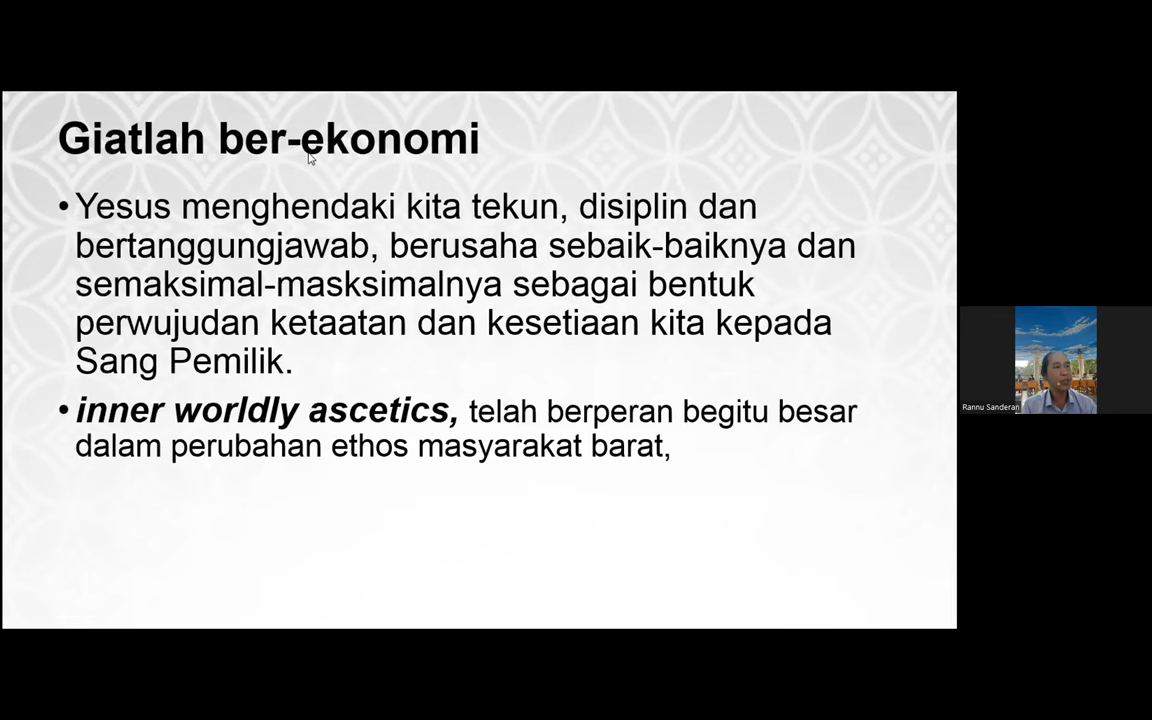 Giatlah ber-ekonomi
•Yesus menghendaki kita tekun, disiplin dan
bertanggungjawab, berusaha sebaik-baiknya dan
semaksimal-masksimalnya sebagai bentuk
perwujudan ketaatan dan kesetiaan kita kepada
Sang Pemilik.
•inner worldly ascetics, telah berperan begitu besar
dalam perubahan ethos masyarakat barat,
Rannu Sanderan